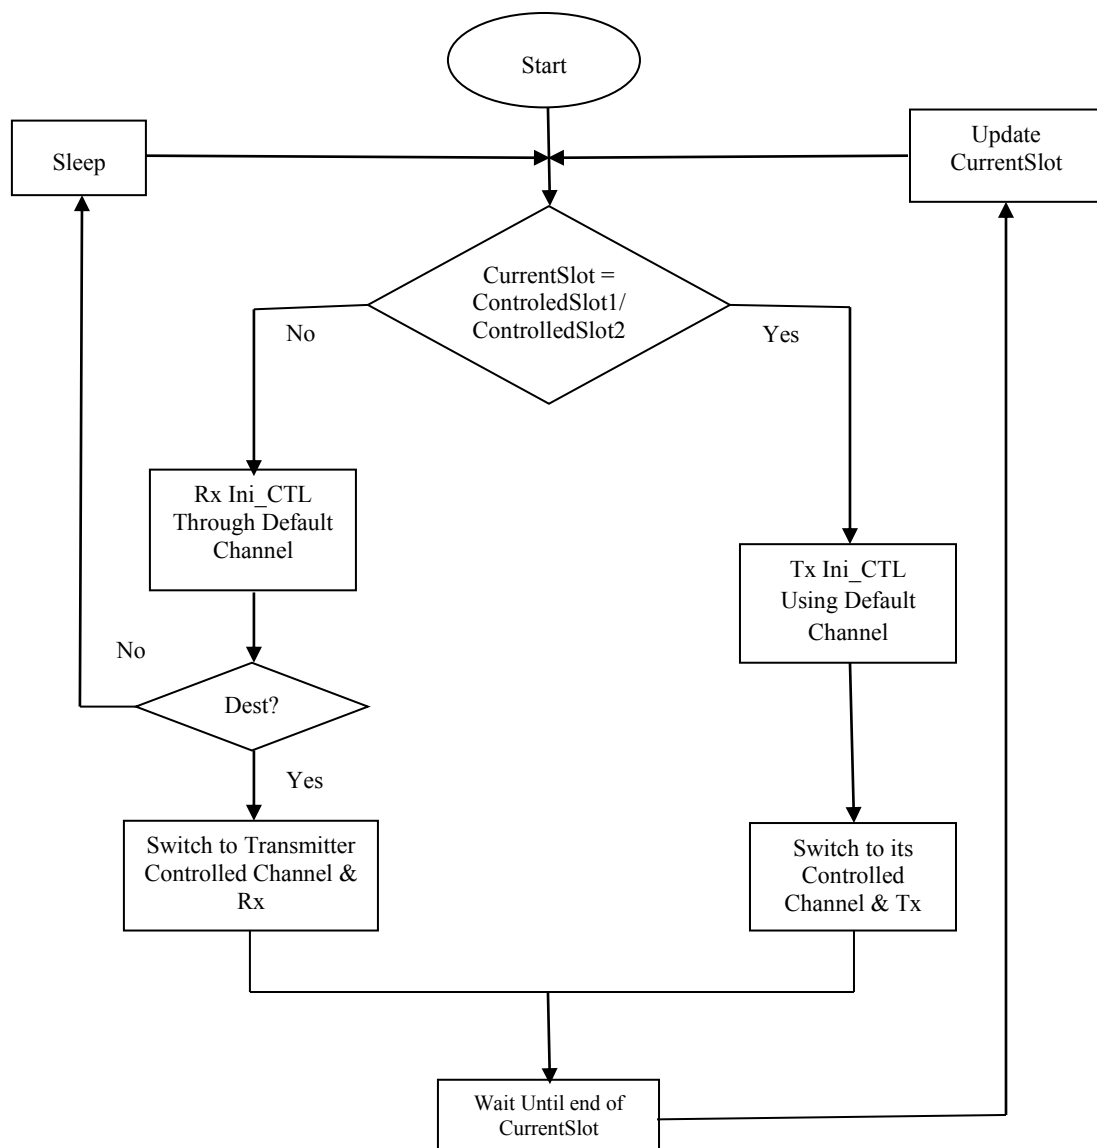 Start
Sleep
Update
CurrentSlot
CurrentSlot =
ControledSlot1/
ControlledSlot2
No
Yes
Rx Ini_CTL
Through Default
Channel
Tx Ini_CTL
Using Default
Channel
No
Dest?
Yes
Switch to Transmitter
Controlled Channel &
Rx
Switch to its
Controlled
Channel & Tx
Wait Until end of
CurrentSlot